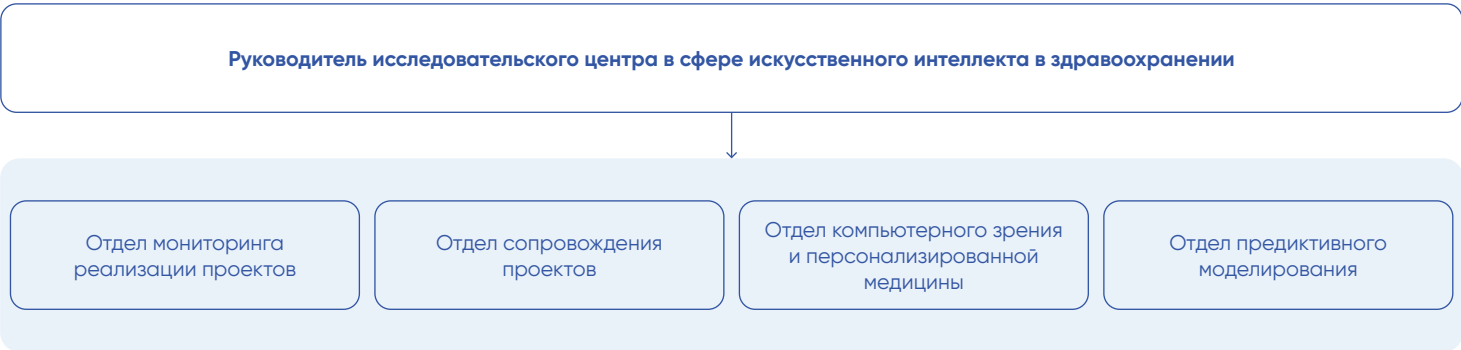 Руководитель исследовательского центра в сфере искусственного интеллекта в здравоохранении
Отдел мониторинга
реализации проектов
Отдел сопровождения
проектов
Отдел компьютерного зрения
и персонализированной
медицины
Отдел предиктивного
моделирования